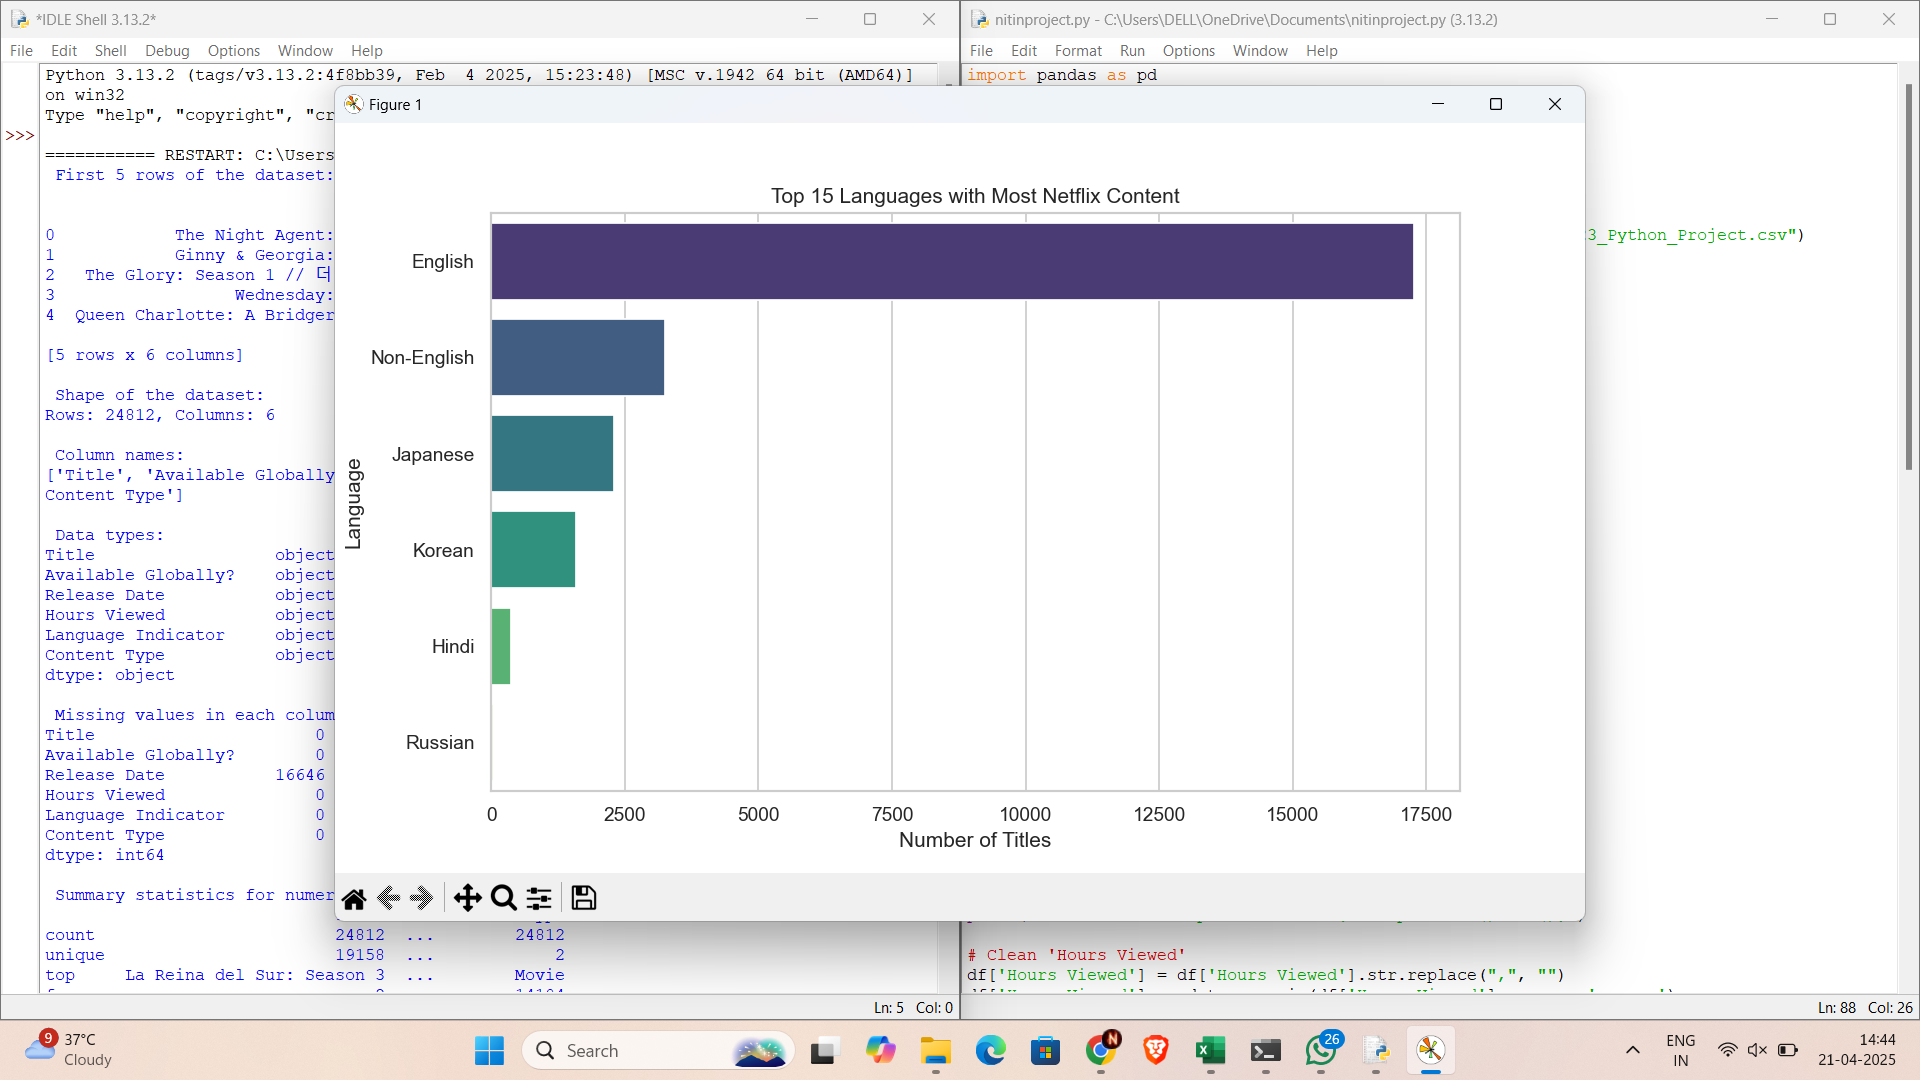 *IDLE Shell 3.13.2*
File Edit Shell Debug Options Window Help
Python 3.13.2 (tags/v3.13.2:4f8bb39, Feb  4 2025, 15:23:48) [MSC v.1942 64 bit (AMD64)]
on win32
Type "help", "copyright", "cr
>>>
=========== RESTART: C:\Users
First 5 rows of the dataset:
0 The Night Agent:
1 Ginny & Georgia:
2 The Glory: Season 1 // 더
3 Wednesday:
4 Queen Charlotte: A Bridger
[5 rows x 6 columns]
Shape of the dataset:
Rows: 24812, Columns: 6
Column names:
['Title', 'Available Globally
Content Type']
Data types:
Title object
Available Globally? object
Release Date object
Hours Viewed object
Language Indicator object
Content Type object
dtype: object
Missing values in each colum
Title 0
Available Globally? 0
Release Date 16646
Hours Viewed 0
Language Indicator 0
Content Type 0
dtype: int64
Summary statistics for numer
count 24812 ... 24812
unique 19158 ... 2
top La Reina del Sur: Season 3 ... Movie
Ln: 5 Col: 0
nitinproject.py - C:\Users\DELL\OneDrive\Documents\nitinproject.py (3.13.2)
File Edit Format Run Options Window Help
import pandas as pd
3_Python_Project.csv")
# Clean 'Hours Viewed'
df['Hours Viewed'] = df['Hours Viewed'].str.replace(",", "")
Ln: 88 Col: 26
Figure 1
Top 15 Languages with Most Netflix Content
Language
English
Non-English
Japanese
Korean
Hindi
Russian
0 2500 5000 7500 10000 12500 15000 17500
Number of Titles
9
37°C
Cloudy
Search
N
26
ENG
IN
14:44
21-04-2025